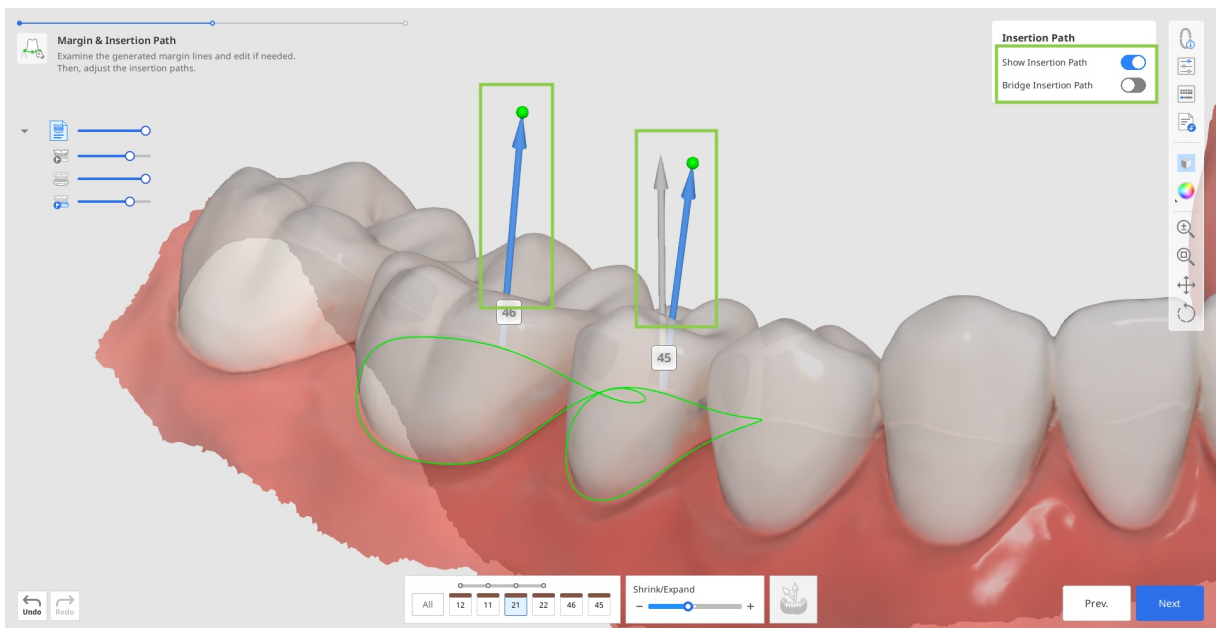 Margin & Insertion Path
Examine the generated margin lines and edit if needed.
Then, adjust the insertion paths.
Insertion Path
Show Insertion Path
Bridge Insertion Path
46
45
Undo
Redo
All
12
11
21
22
46
45
Shrink/Expand
− +
Prev.
Next